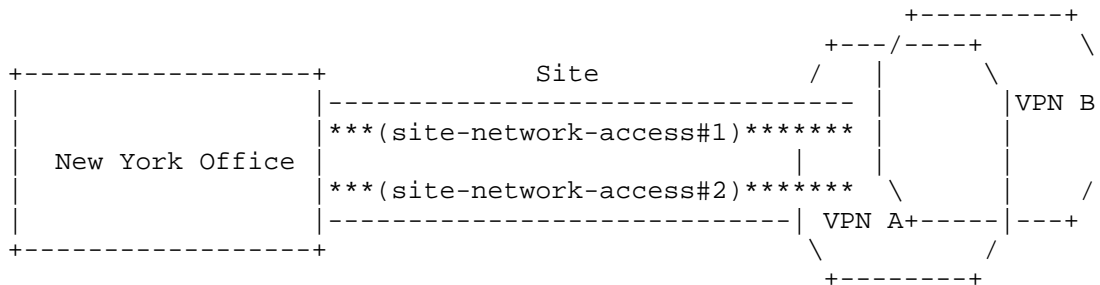 Site
VPN B
***(site-network-access#1)*******
New York Office
***(site-network-access#2)*******
VPN A